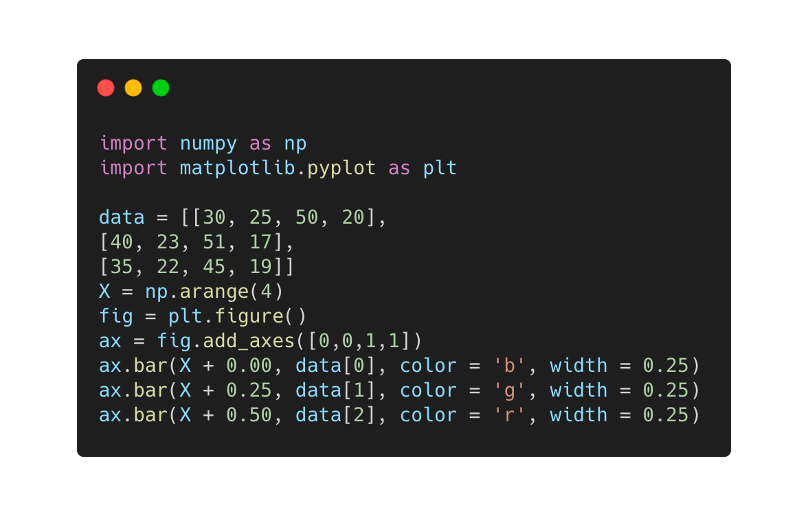 import numpy as np
import matplotlib.pyplot as plt
data = [[30, 25, 50, 20],
[40, 23, 51, 17],
[35, 22, 45, 19]]
X = np.arange(4)
fig = plt.figure()
ax = fig.add_axes([0,0,1,1])
ax.bar(X + 0.00, data[0], color = 'b', width = 0.25)
ax.bar(X + 0.25, data[1], color = 'g', width = 0.25)
ax.bar(X + 0.50, data[2], color = 'r', width = 0.25)